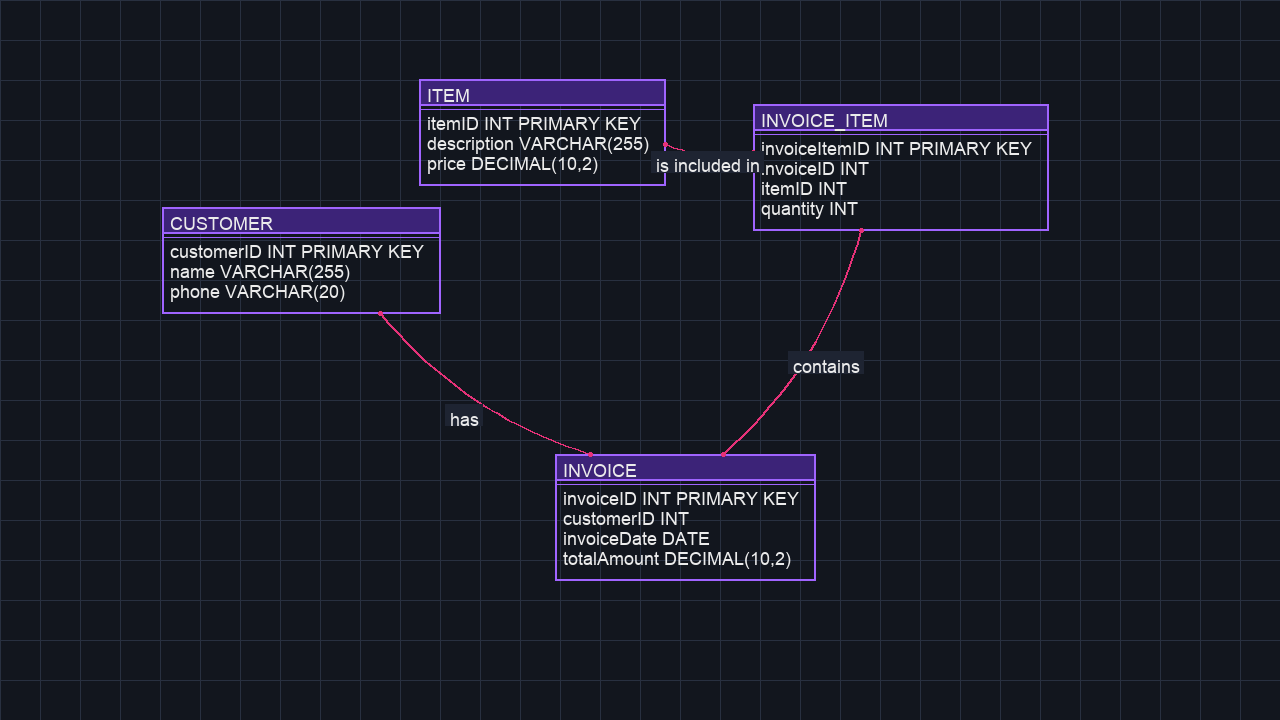 ITEM
itemID INT PRIMARY KEY
description VARCHAR(255)
price DECIMAL(10,2)
is included in
INVOICE_ITEM
invoiceItemID INT PRIMARY KEY
invoiceID INT
itemID INT
quantity INT
CUSTOMER
customerID INT PRIMARY KEY
name VARCHAR(255)
phone VARCHAR(20)
has
contains
INVOICE
invoiceID INT PRIMARY KEY
customerID INT
invoiceDate DATE
totalAmount DECIMAL(10,2)